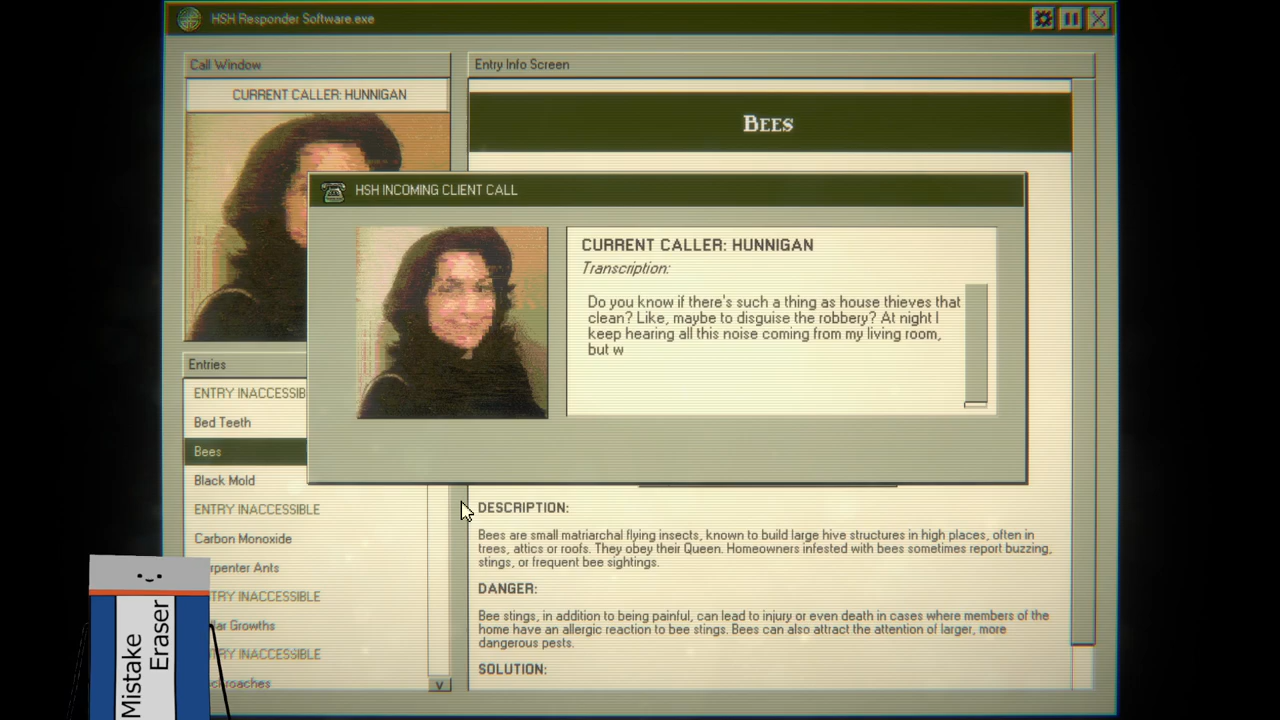 HSH Responder Software.exe
Call Window
Entry Info Screen
CURRENT CALLER: HUNNIGAN
Bees
HSH INCOMING CLIENT CALL
CURRENT CALLER: HUNNIGAN
Transcription:
Do you know if there's such a thing as house thieves that
clean? Like, maybe to disguise the robbery? At night I
keep hearing all this noise coming from my living room,
but w
Entries
ENTRY INACCESSIB
Bed Teeth
Bees
Black Mold
ENTRY INACCESSIBLE
Carbon Monoxide
rpenter Ants
ENTRY INACCESSIBLE
lar Growths
RY INACCESSIBLE
ckroaches
V
DESCRIPTION:
Bees are small matriarchal flying insects, known to build large hive structures in high places, often in
trees, attics or roofs. They obey their Queen. Homeowners infested with bees sometimes report buzzing,
stings, or frequent bee sightings.
DANGER:
Bee stings, in addition to being painful, can lead to injury or even death in cases where members of the
home have an allergic reaction to bee stings. Bees can also attract the attention of larger, more
dangerous pests.
SOLUTION:
Mistake
Eraser